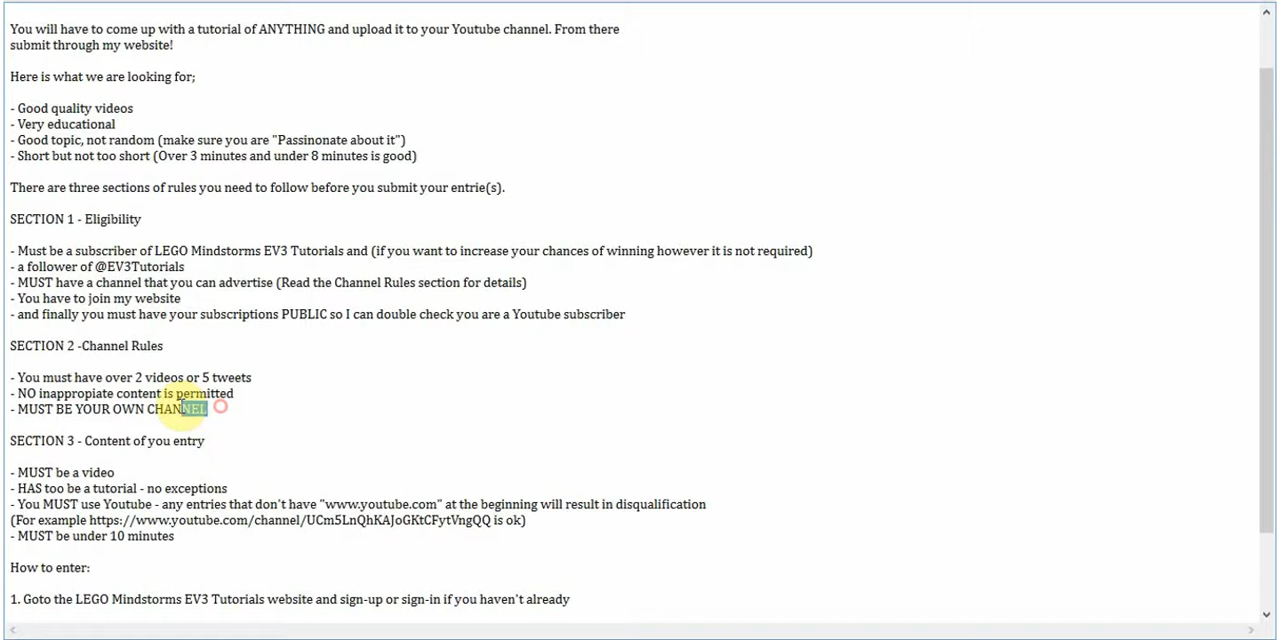 You will have to come up with a tutorial of ANYTHING and upload it to your Youtube channel. From there
submit through my website!
Here is what we are looking for;
- Good quality videos
- Very educational
- Good topic, not random (make sure you are "Passinonate about it")
- Short but not too short (Over 3 minutes and under 8 minutes is good)
There are three sections of rules you need to follow before you submit your entrie(s).
SECTION 1 - Eligibility
- Must be a subscriber of LEGO Mindstorms EV3 Tutorials and (if you want to increase your chances of winning however it is not required)
- a follower of @EV3Tutorials
- MUST have a channel that you can advertise (Read the Channel Rules section for details)
- You have to join my website
- and finally you must have your subscriptions PUBLIC so I can double check you are a Youtube subscriber
SECTION 2 -Channel Rules
- You must have over 2 videos or 5 tweets
- NO inappropiate content is permitted
- MUST BE YOUR OWN CHANNEL
SECTION 3 - Content of you entry
- MUST be a video
- HAS too be a tutorial - no exceptions
- You MUST use Youtube - any entries that don't have "www.youtube.com" at the beginning will result in disqualification
(For example https://www.youtube.com/channel/UCm5LnQhKAJoGKtCFytVngQQ is ok)
- MUST be under 10 minutes
How to enter:
1. Goto the LEGO Mindstorms EV3 Tutorials website and sign-up or sign-in if you haven't already